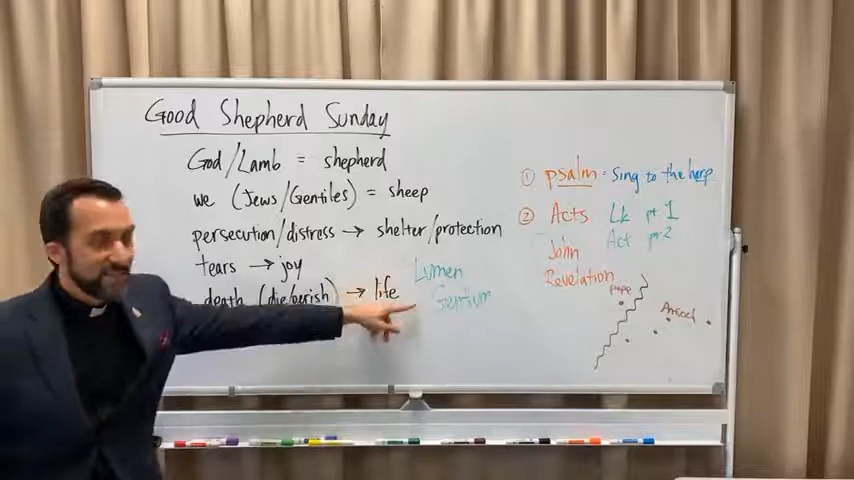 Good Shepherd Sunday
God/Lamb = shepherd
we (Jews/Gentiles) = sheep
persecution/distress → shelter/protection
tears → joy
death (die/perish) → life
Lumen
Gentium
① psalm · Sing to the harp
② Acts Lk pt 1
Act pt 2
John
Revelation